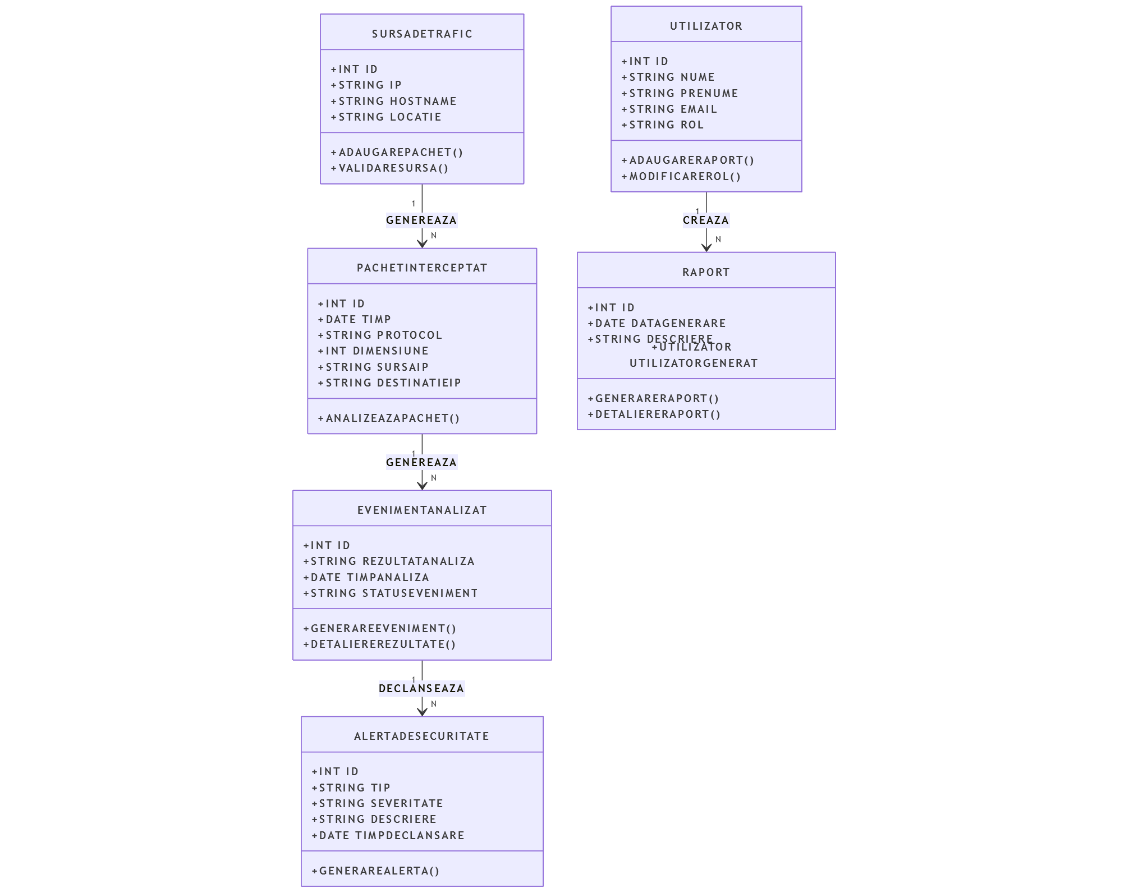 SURSADETRAFIC
+INT ID
+STRING IP
+STRING HOSTNAME
+STRING LOCATIE
+ADAUGAREPACHET()
+VALIDARESURSA()
1
GENEREAZA
N
PACHETINTERCEPTAT
+INT ID
+DATE TIMP
+STRING PROTOCOL
+INT DIMENSIUNE
+STRING SURSAIP
+STRING DESTINATIEIP
+ANALIZEAZAPACHET()
1
GENEREAZA
N
EVENIMENTANALIZAT
+INT ID
+STRING REZULTATANALIZA
+DATE TIMPANALIZA
+STRING STATUSEVENIMENT
+GENERAREEVENIMENT()
+DETALIEREREZULTATE()
1
DECLANSEAZA
N
ALERTADESECURITATE
+INT ID
+STRING TIP
+STRING SEVERITATE
+STRING DESCRIERE
+DATE TIMPDECLANSARE
+GENERAREALERTA()
UTILIZATOR
+INT ID
+STRING NUME
+STRING PRENUME
+STRING EMAIL
+STRING ROL
+ADAUGARERAPORT()
+MODIFICAREROL()
1
CREAZA
N
RAPORT
+INT ID
+DATE DATAGENERARE
+STRING DESCRIERE
+UTILIZATOR
UTILIZATORGENERAT
+GENERARERAPORT()
+DETALIERERAPORT()